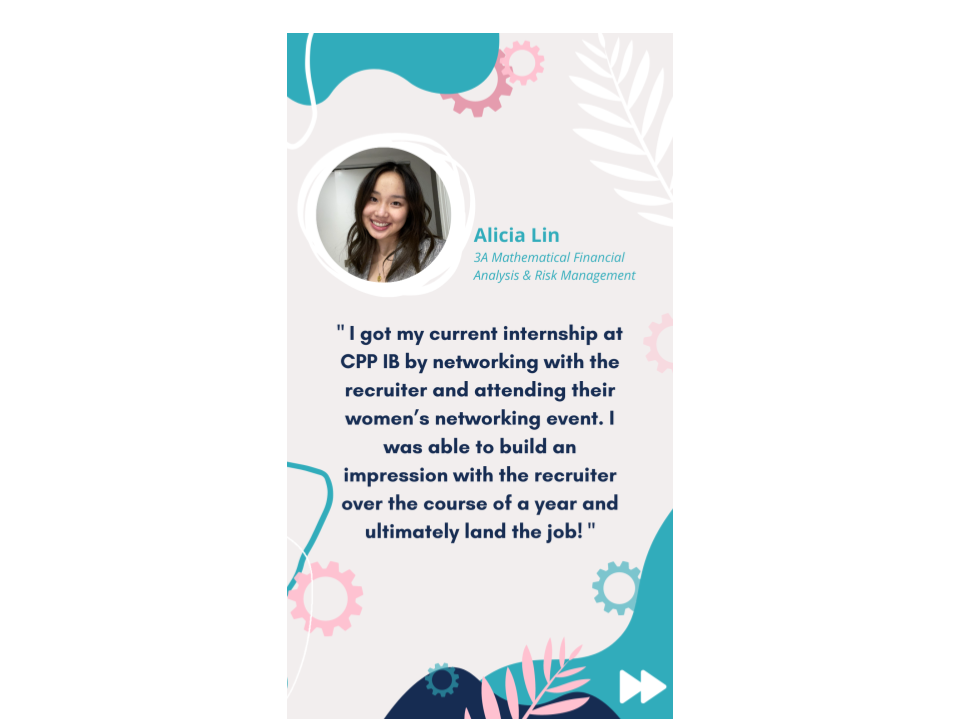 Alicia Lin
3A Mathematical Financial
Analysis & Risk Management
" I got my current internship at
CPP IB by networking with the
recruiter and attending their
women’s networking event. I
was able to build an
impression with the recruiter
over the course of a year and
ultimately land the job! "